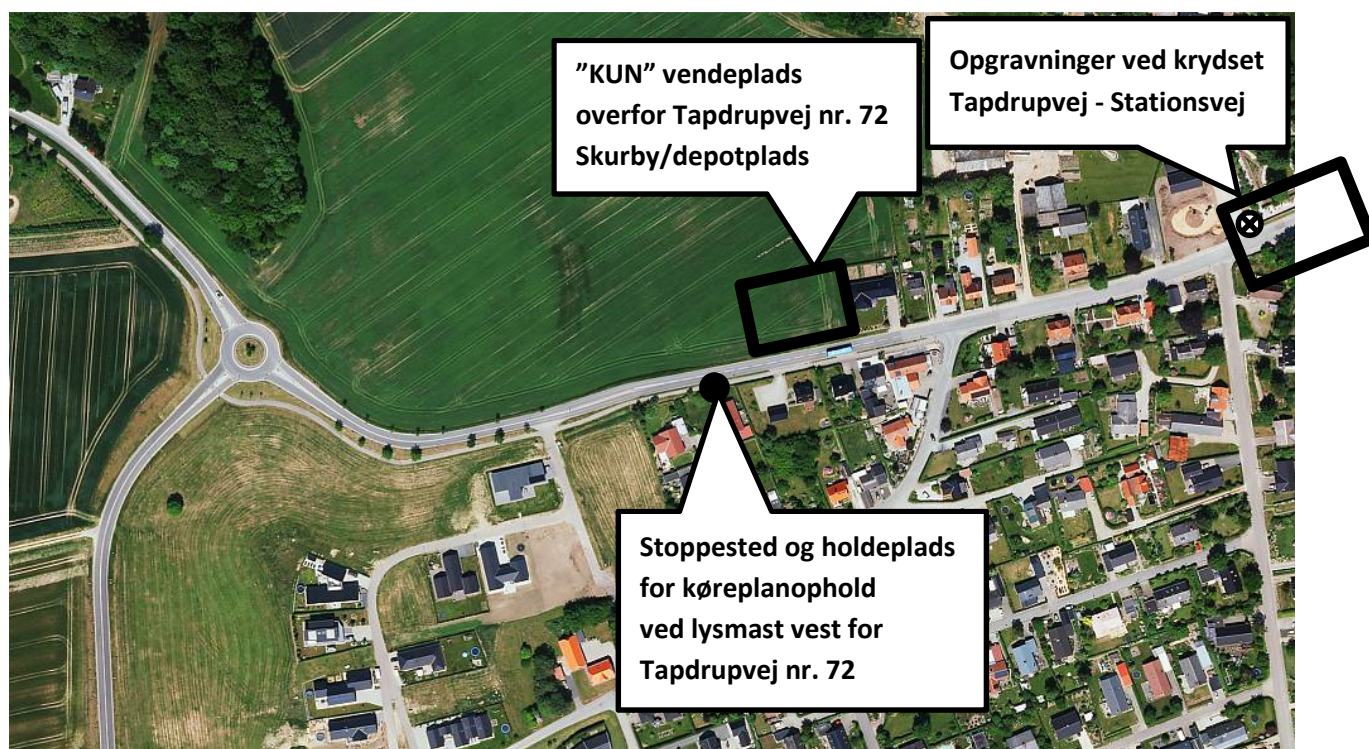 ”KUN” vendeplads
overfor Tapdrupvej nr. 72
Skurby/depotplads
Opgravninger ved krydset
Tapdrupvej - Stationsvej
Stoppested og holdeplads
for køreplanophold
ved lysmast vest for
Tapdrupvej nr. 72